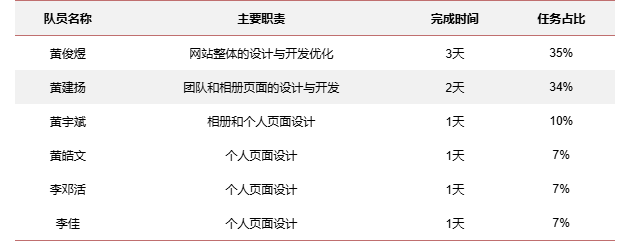 队员名称 主要职责 完成时间 任务占比
黄俊煜 网站整体的设计与开发优化 3天 35%
黄建扬 团队和相册页面的设计与开发 2天 34%
黄宇斌 相册和个人页面设计 1天 10%
黄皓文 个人页面设计 1天 7%
李邓活 个人页面设计 1天 7%
李佳 个人页面设计 1天 7%